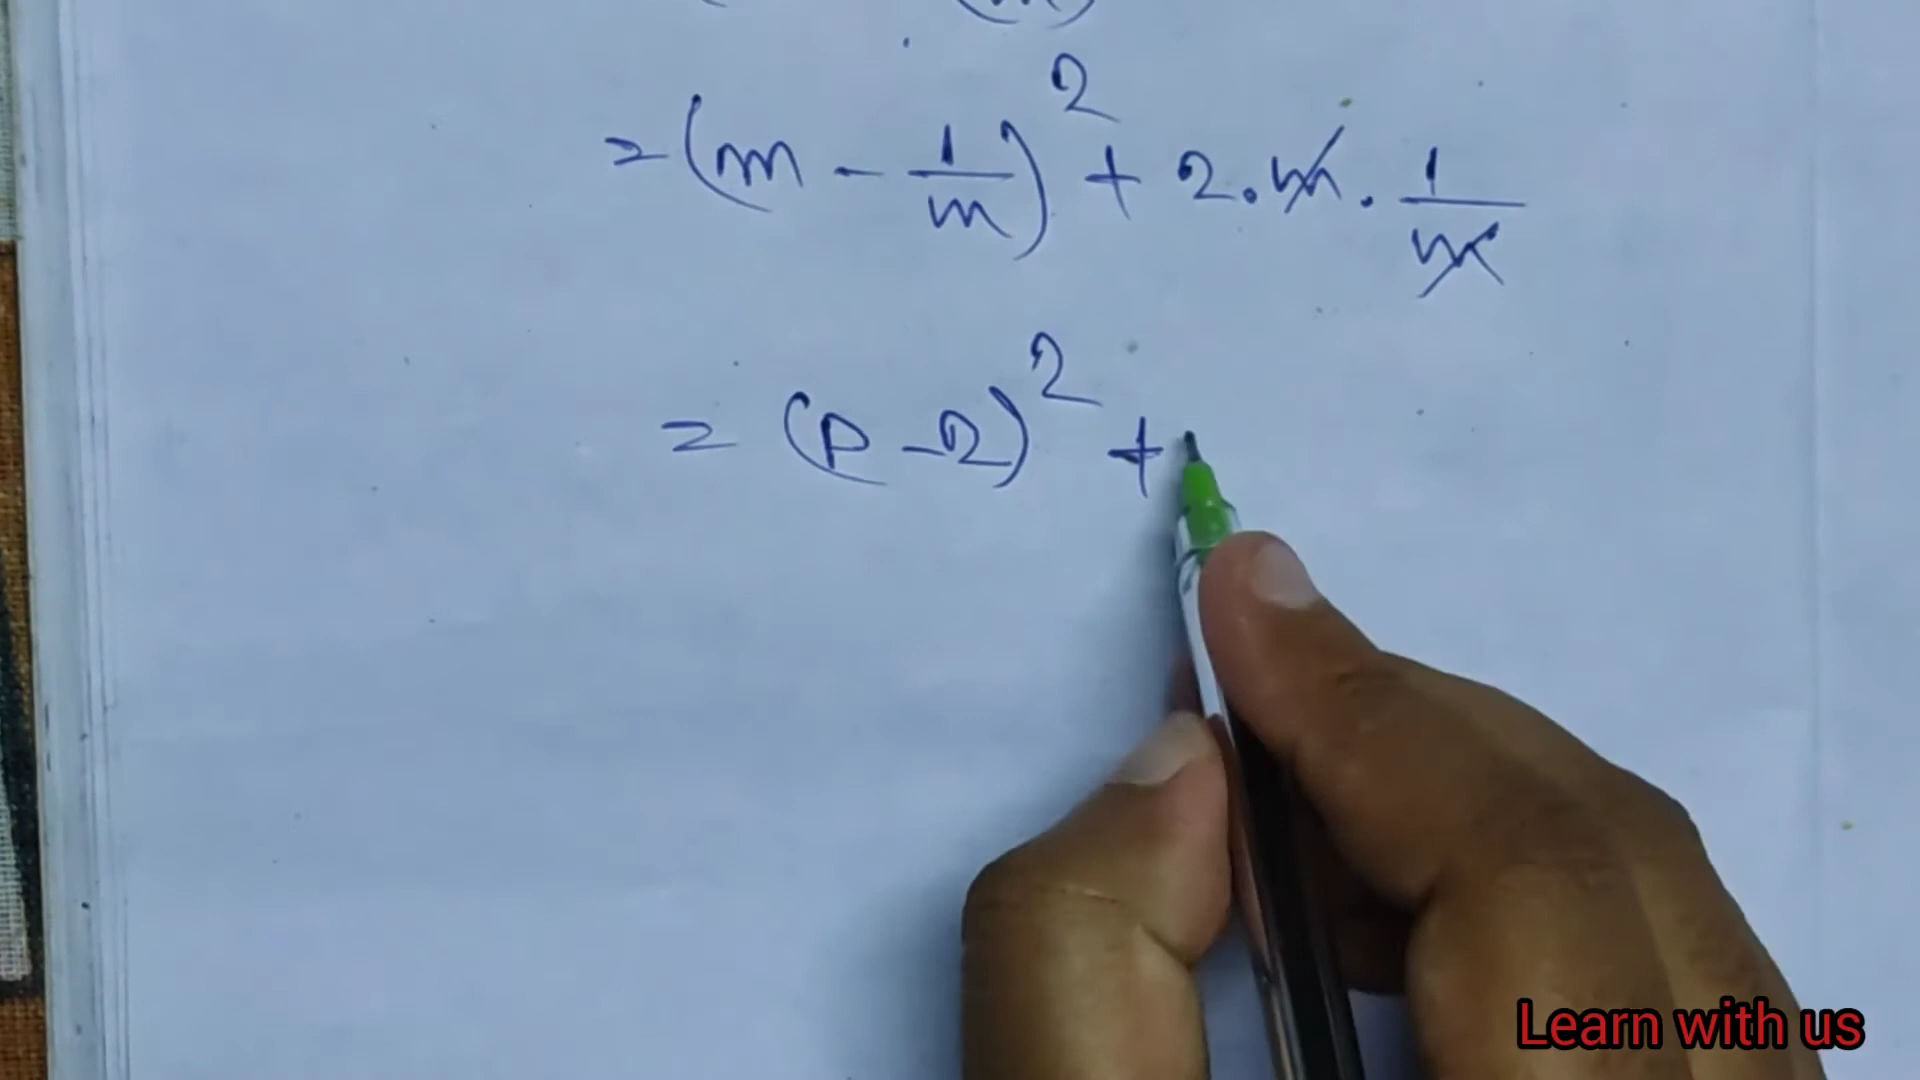 (m)
= (m - 1/m)² + 2.m.1/m
= (p-2)² +
Learn with us